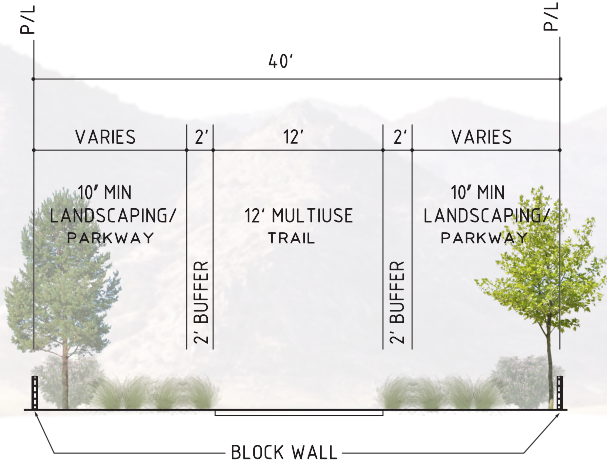 P/L
P/L
40'
VARIES
2'
12'
2'
VARIES
10' MIN
LANDSCAPING/
PARKWAY
2' BUFFER
12' MULTIUSE
TRAIL
2' BUFFER
10' MIN
LANDSCAPING/
PARKWAY
BLOCK WALL